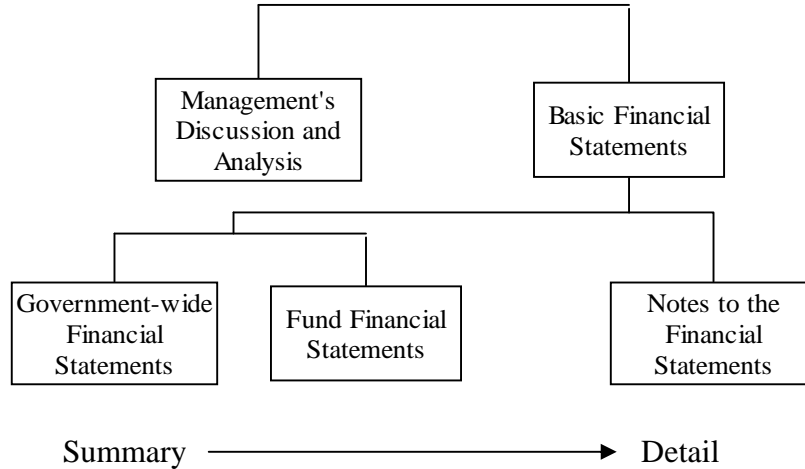 Management's
Discussion and
Analysis
Basic Financial
Statements
Government-wide
Financial
Statements
Fund Financial
Statements
Notes to the
Financial
Statements
Summary
Detail